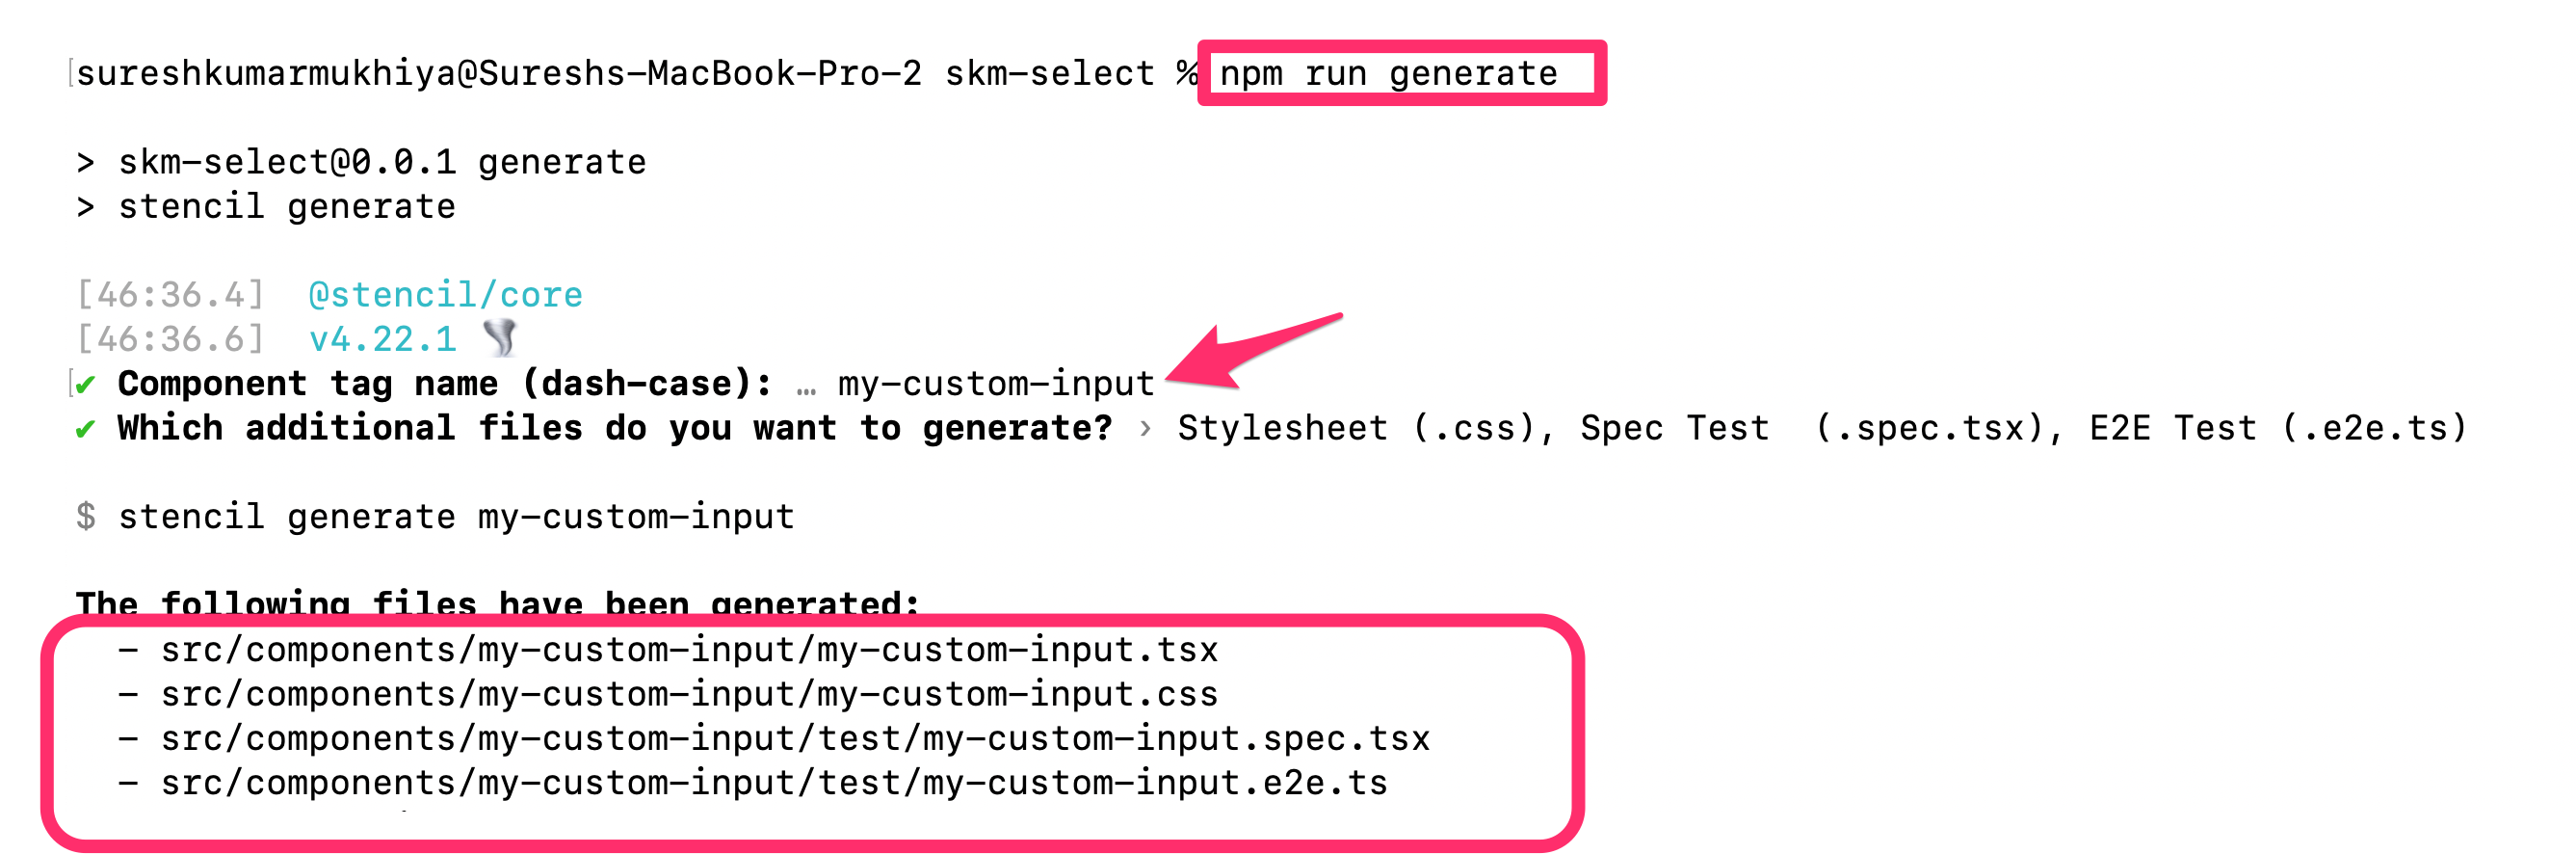 sureshkumarmukhiya@Sureshs-MacBook-Pro-2 skm-select % npm run generate
> skm-select@0.0.1 generate
> stencil generate
[46:36.4] @stencil/core
[46:36.6] v4.22.1
✔ Component tag name (dash-case): … my-custom-input
✔ Which additional files do you want to generate? › Stylesheet (.css), Spec Test  (.spec.tsx), E2E Test (.e2e.ts)
$ stencil generate my-custom-input
The following files have been generated:
- src/components/my-custom-input/my-custom-input.tsx
- src/components/my-custom-input/my-custom-input.css
- src/components/my-custom-input/test/my-custom-input.spec.tsx
- src/components/my-custom-input/test/my-custom-input.e2e.ts